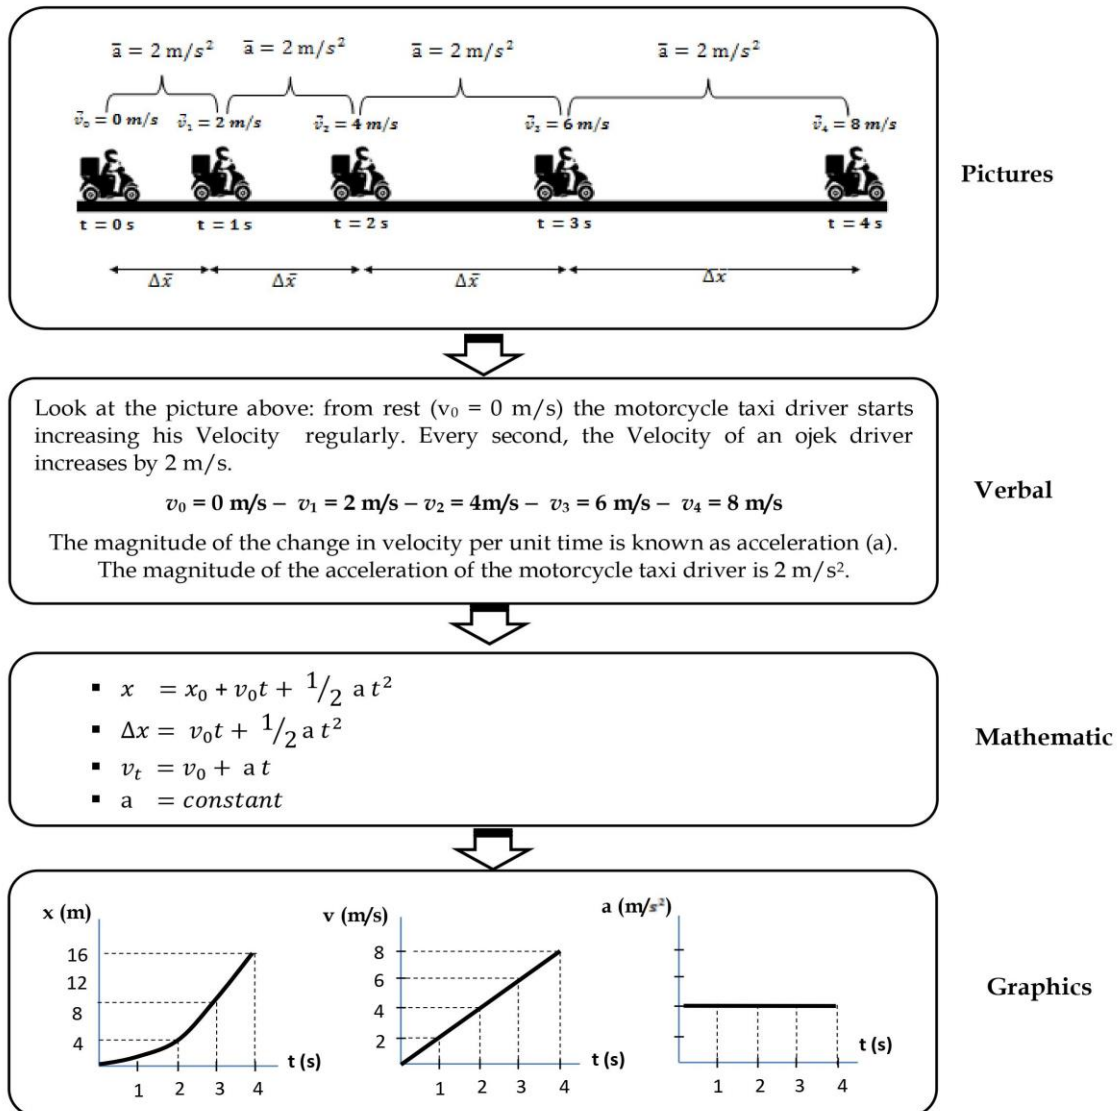 ā = 2 m/s² ā = 2 m/s² ā = 2 m/s² ā = 2 m/s²
v̄₀ = 0 m/s v̄₁ = 2 m/s v̄₂ = 4 m/s v̄₂ = 6 m/s v̄₄ = 8 m/s
Pictures
t = 0 s t = 1 s t = 2 s t = 3 s t = 4 s
Δx̄ Δx̄ Δx̄ Δx̄
Look at the picture above: from rest (v₀ = 0 m/s) the motorcycle taxi driver starts
increasing his Velocity regularly. Every second, the Velocity of an ojek driver
increases by 2 m/s.
Verbal
v₀ = 0 m/s – v₁ = 2 m/s – v₂ = 4m/s – v₃ = 6 m/s – v₄ = 8 m/s
The magnitude of the change in velocity per unit time is known as acceleration (a).
The magnitude of the acceleration of the motorcycle taxi driver is 2 m/s².
▪ x = x₀ + v₀t + 1/2 a t²
▪ Δx = v₀t + 1/2 a t²
Mathematic
▪ vₜ = v₀ + a t
▪ a = constant
x (m)
16
12
8
4
1 2 3 4
t (s)
v (m/s)
8
6
4
2
1 2 3 4
t (s)
a (m/s²)
1 2 3 4
t (s)
Graphics